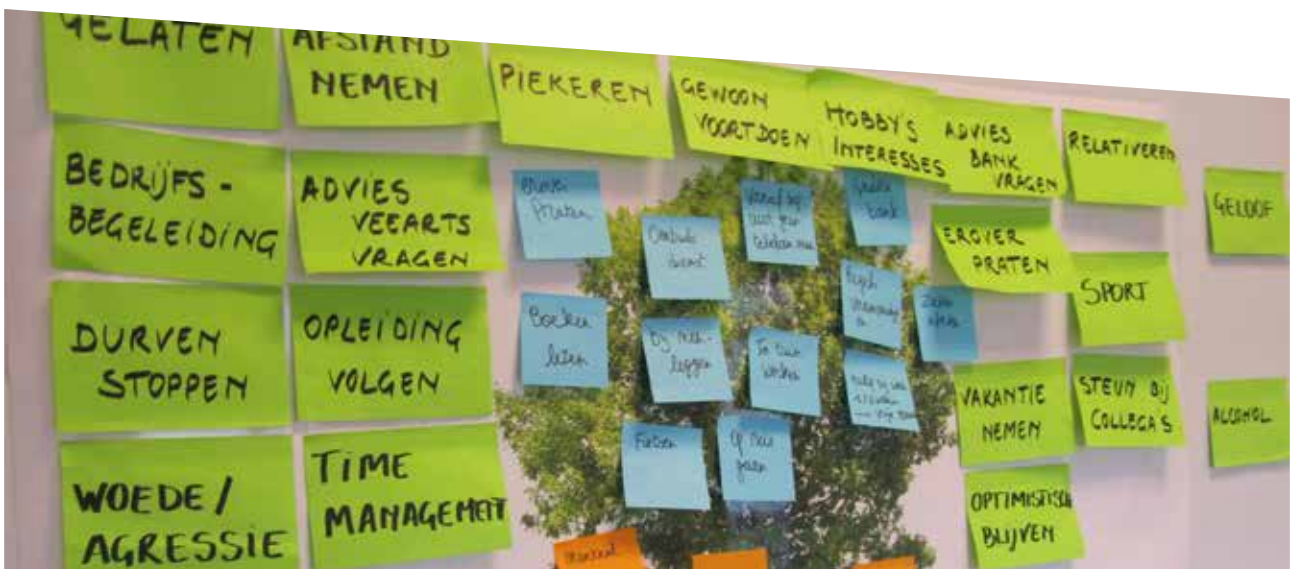 GELATEN
AFSTAND
NEMEN
PIEKEREN
GEWOON
VOORTDOEN
HOBBY'S
INTERESSES
ADVIES
BANK
VRAGEN
RELATIVEREN
GELOOF
BEDRIJFS-
BEGELEIDING
ADVIES
VEEARTS
VRAGEN
praten
bank
EROVER
PRATEN
SPORT
DURVEN
STOPPEN
OPLEIDING
VOLGEN
Boeken
lezen
VAKANTIE
NEMEN
STEUN BIJ
COLLEGA'S
ALCOHOL
WOEDE/
AGRESSIE
TIME
MANAGEMENT
Fietsen
OPTIMISTISCH
BLIJVEN